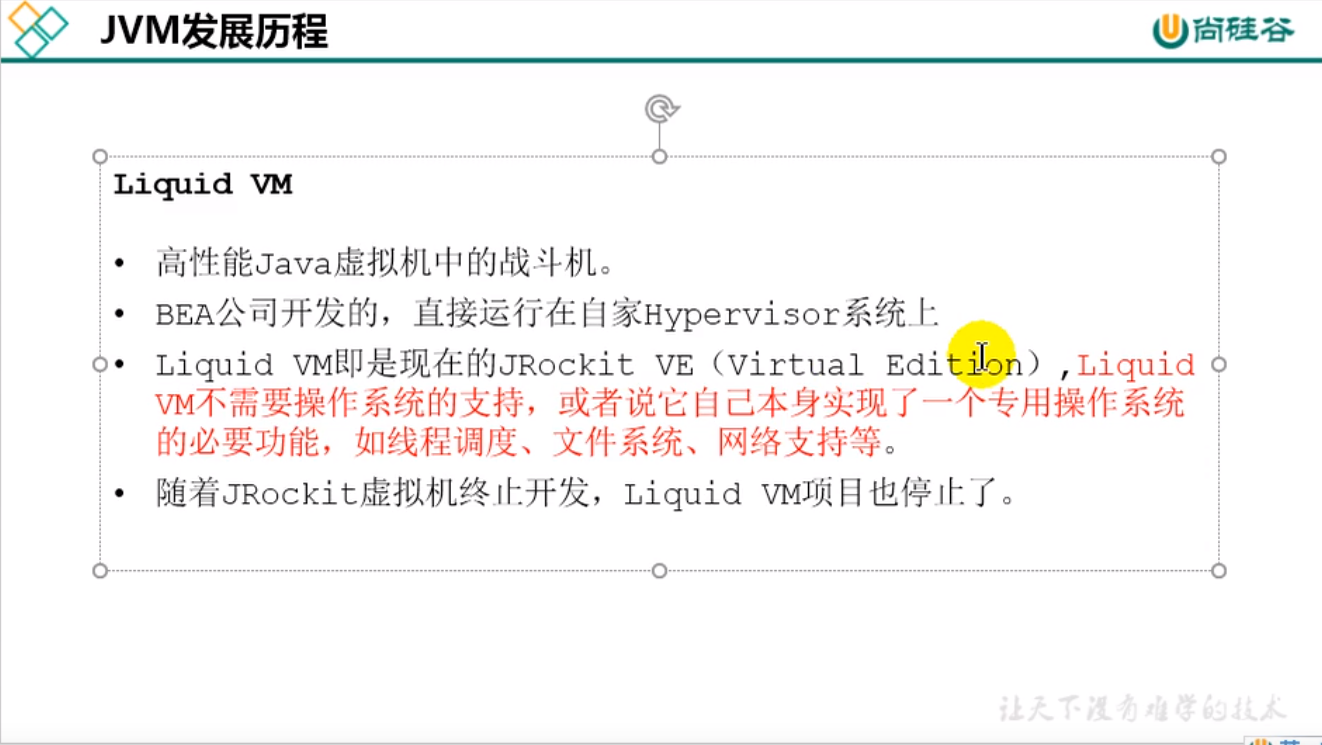 JVM发展历程
尚硅谷
Liquid VM
• 高性能Java虚拟机中的战斗机。
• BEA公司开发的，直接运行在自家Hypervisor系统上
• Liquid VM即是现在的JRockit VE（Virtual Edition）,Liquid
VM不需要操作系统的支持，或者说它自己本身实现了一个专用操作系统
的必要功能，如线程调度、文件系统、网络支持等。
• 随着JRockit虚拟机终止开发，Liquid VM项目也停止了。
让天下没有难学的技术